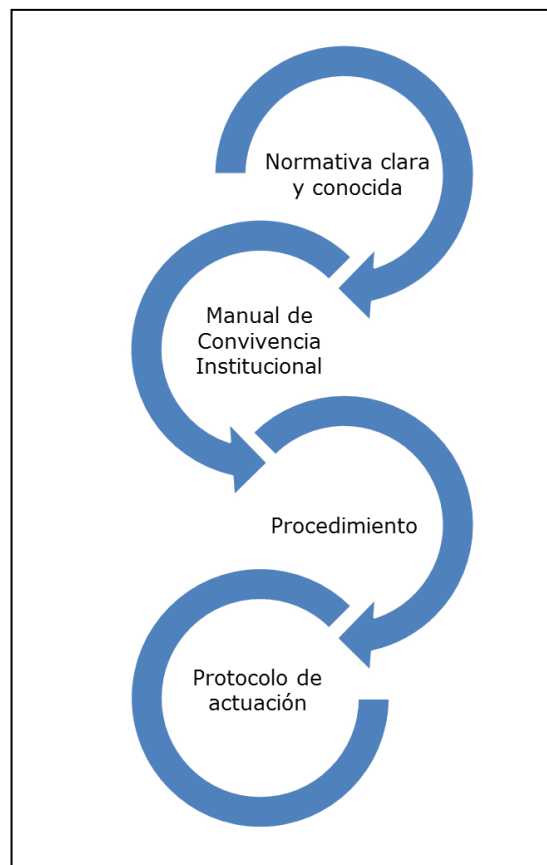 Normativa clara
y conocida
Manual de
Convivencia
Institucional
Procedimiento
Protocolo de
actuación